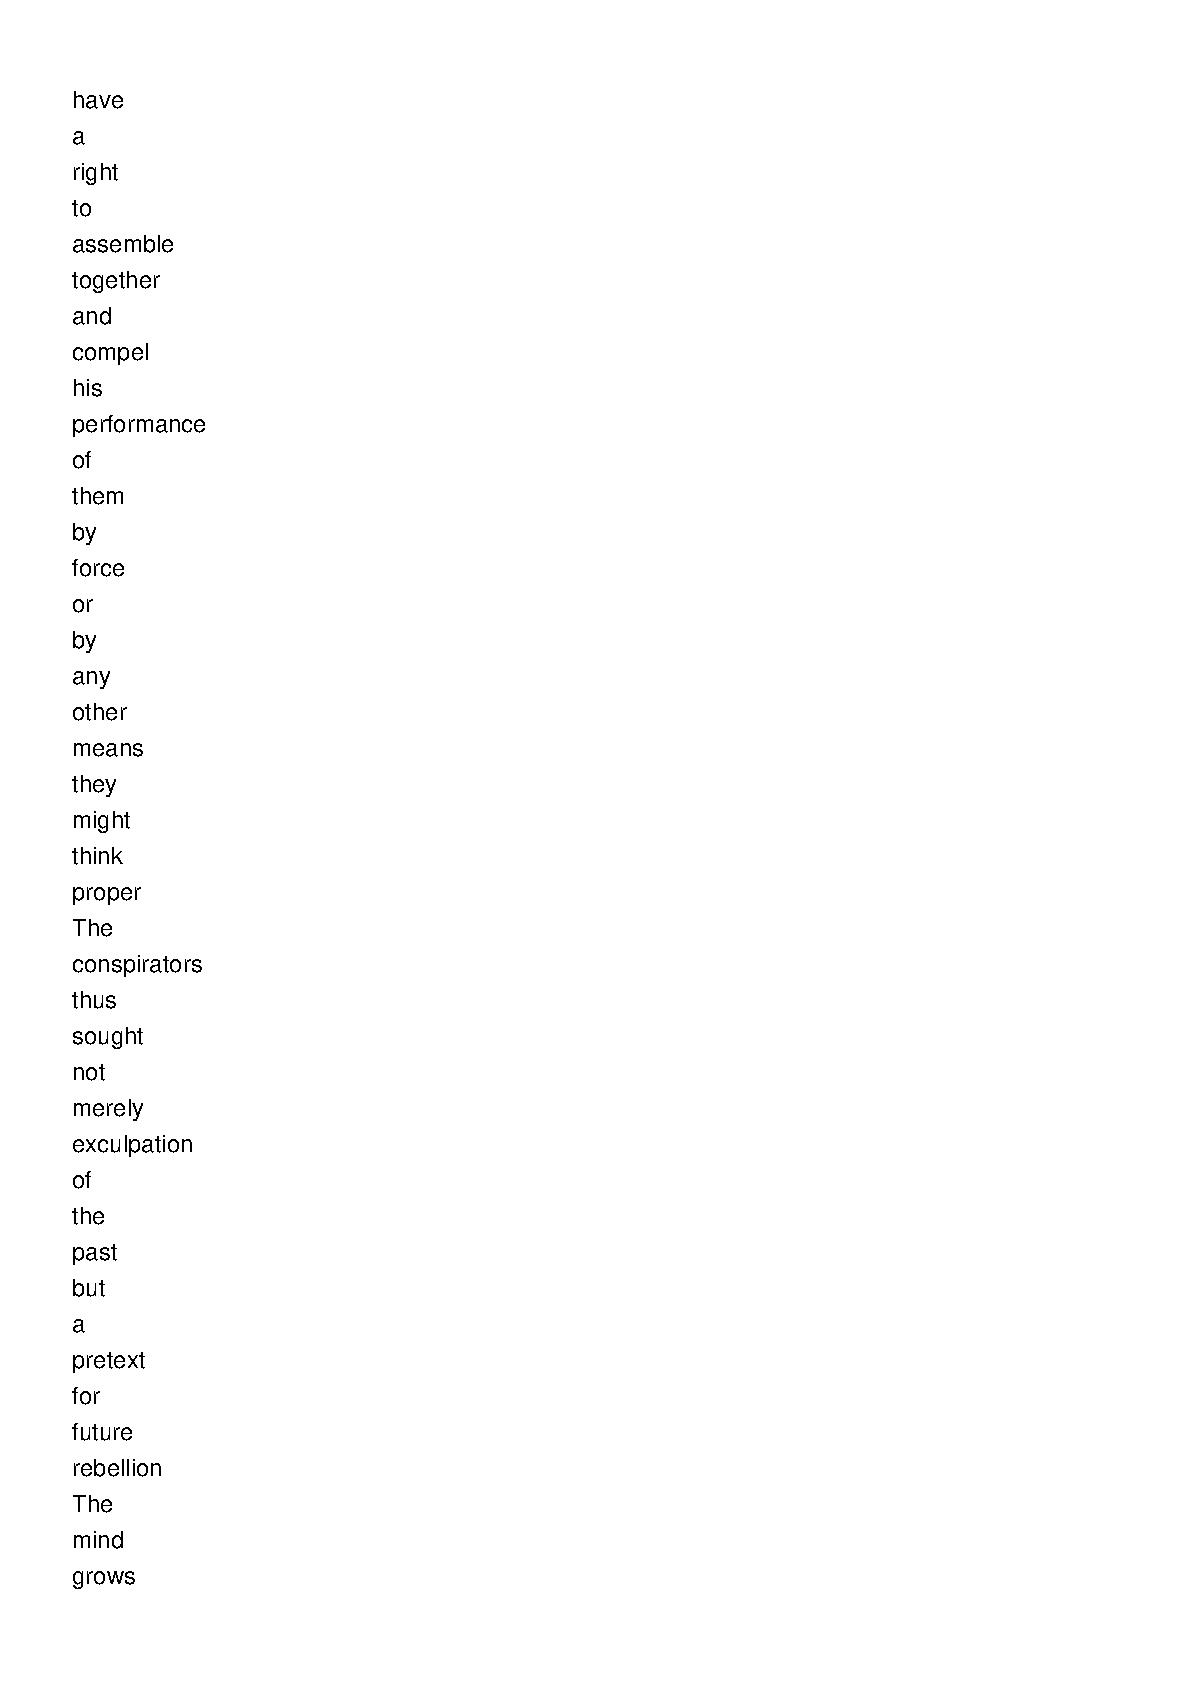 have
a
right
to
assemble
together
and
compel
his
performance
of
them
by
force
or
by
any
other
means
they
might
think
proper
The
conspirators
thus
sought
not
merely
exculpation
of
the
past
but
a
pretext
for
future
rebellion
The
mind
grows